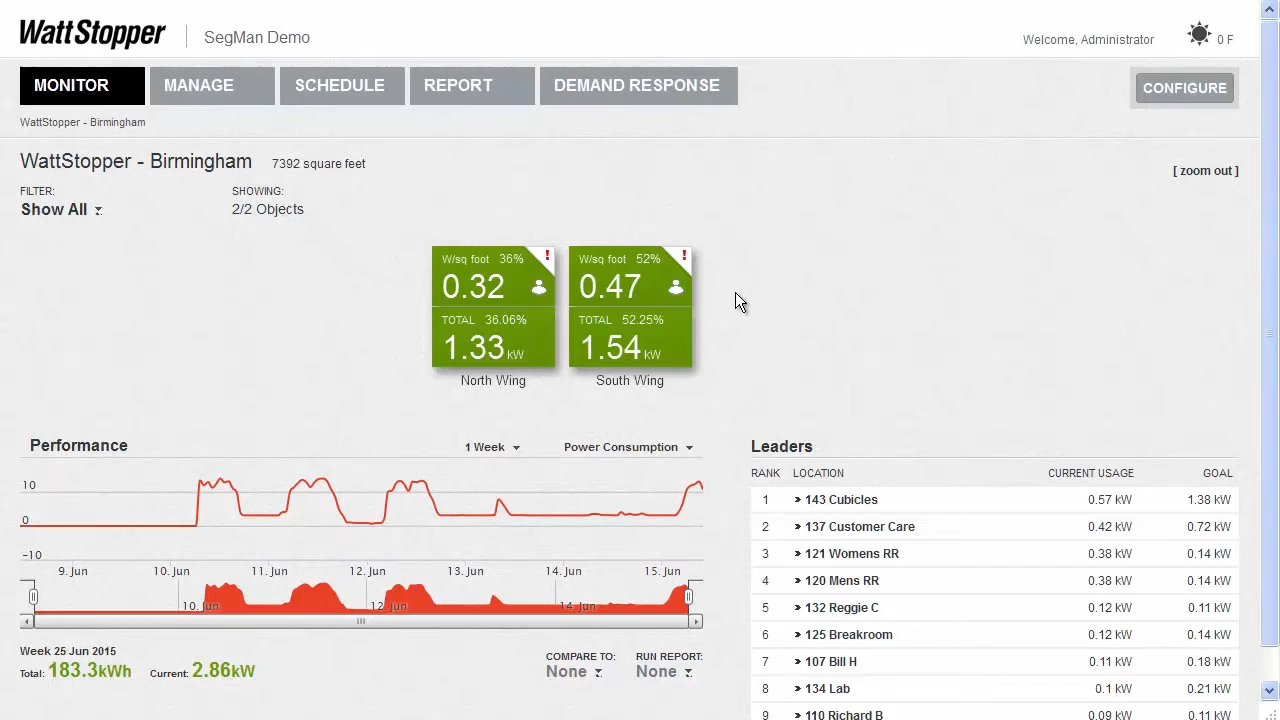 WattStopper
SegMan Demo
Welcome, Administrator
0 F
MONITOR
MANAGE
SCHEDULE
REPORT
DEMAND RESPONSE
CONFIGURE
WattStopper - Birmingham
WattStopper - Birmingham 7392 square feet
[ zoom out ]
FILTER:
Show All
SHOWING:
2/2 Objects
W/sq foot 36%
!
0.32
TOTAL 36.06%
1.33 kW
North Wing
W/sq foot 52%
!
0.47
TOTAL 52.25%
1.54 kW
South Wing
Performance
1 Week
Power Consumption
10
0
-10
9. Jun 10. Jun 11. Jun 12. Jun 13. Jun 14. Jun 15. Jun
10. Jun 12. Jun 14. Jun
Week 25 Jun 2015
Total: 183.3kWh Current: 2.86kW
COMPARE TO:
None
RUN REPORT:
None
Leaders
RANK LOCATION CURRENT USAGE GOAL
1 » 143 Cubicles 0.57 kW 1.38 kW
2 » 137 Customer Care 0.42 kW 0.72 kW
3 » 121 Womens RR 0.38 kW 0.14 kW
4 » 120 Mens RR 0.38 kW 0.14 kW
5 » 132 Reggie C 0.12 kW 0.11 kW
6 » 125 Breakroom 0.12 kW 0.14 kW
7 » 107 Bill H 0.11 kW 0.18 kW
8 » 134 Lab 0.1 kW 0.21 kW
9 » 110 Richard B 0.09 kW 0.11 kW